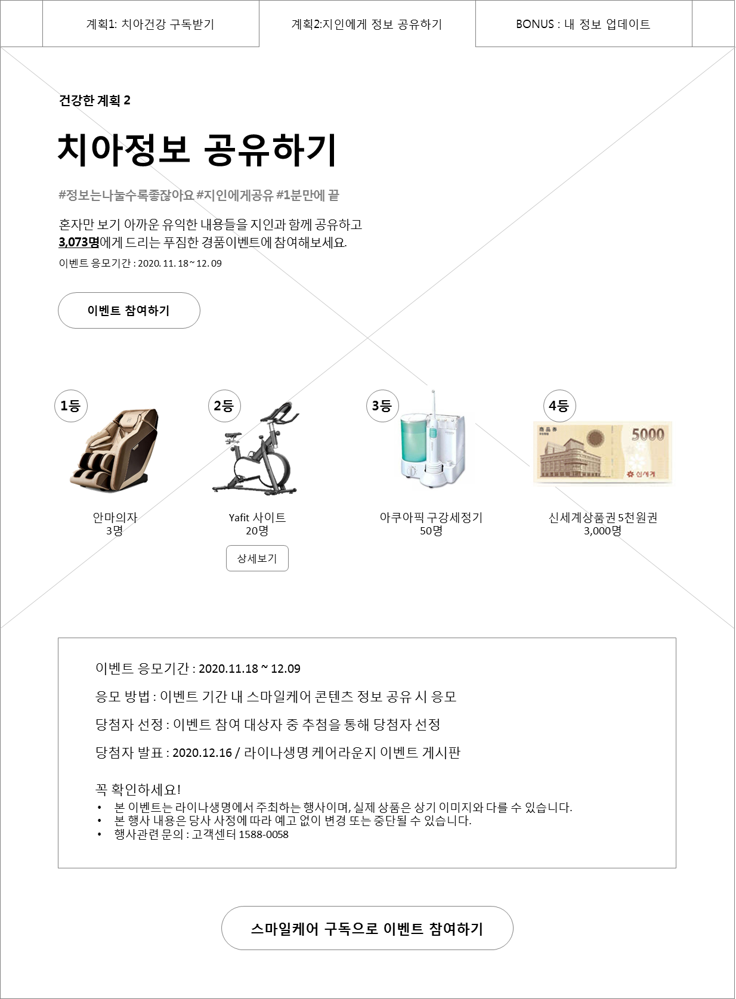 계획1: 치아건강 구독받기
계획2:지인에게 정보 공유하기
BONUS : 내 정보 업데이트
건강한 계획 2
치아정보 공유하기
#정보는나눌수록좋잖아요 #지인에게공유 #1분만에 끝
혼자만 보기 아까운 유익한 내용들을 지인과 함께 공유하고
3,073명에게 드리는 푸짐한 경품이벤트에 참여해보세요.
이벤트 응모기간 : 2020. 11. 18 ~ 12. 09
이벤트 참여하기
1등
2등
3등
4등
商品券
5000
신세계
안마의자
3명
Yafit 사이트
20명
상세보기
아쿠아픽 구강세정기
50명
신세계상품권 5천원권
3,000명
이벤트 응모기간 : 2020.11.18 ~ 12.09
응모 방법 : 이벤트 기간 내 스마일케어 콘텐츠 정보 공유 시 응모
당첨자 선정 : 이벤트 참여 대상자 중 추첨을 통해 당첨자 선정
당첨자 발표 : 2020.12.16 / 라이나생명 케어라운지 이벤트 게시판
꼭 확인하세요!
• 본 이벤트는 라이나생명에서 주최하는 행사이며, 실제 상품은 상기 이미지와 다를 수 있습니다.
• 본 행사 내용은 당사 사정에 따라 예고 없이 변경 또는 중단될 수 있습니다.
• 행사관련 문의 : 고객센터 1588-0058
스마일케어 구독으로 이벤트 참여하기